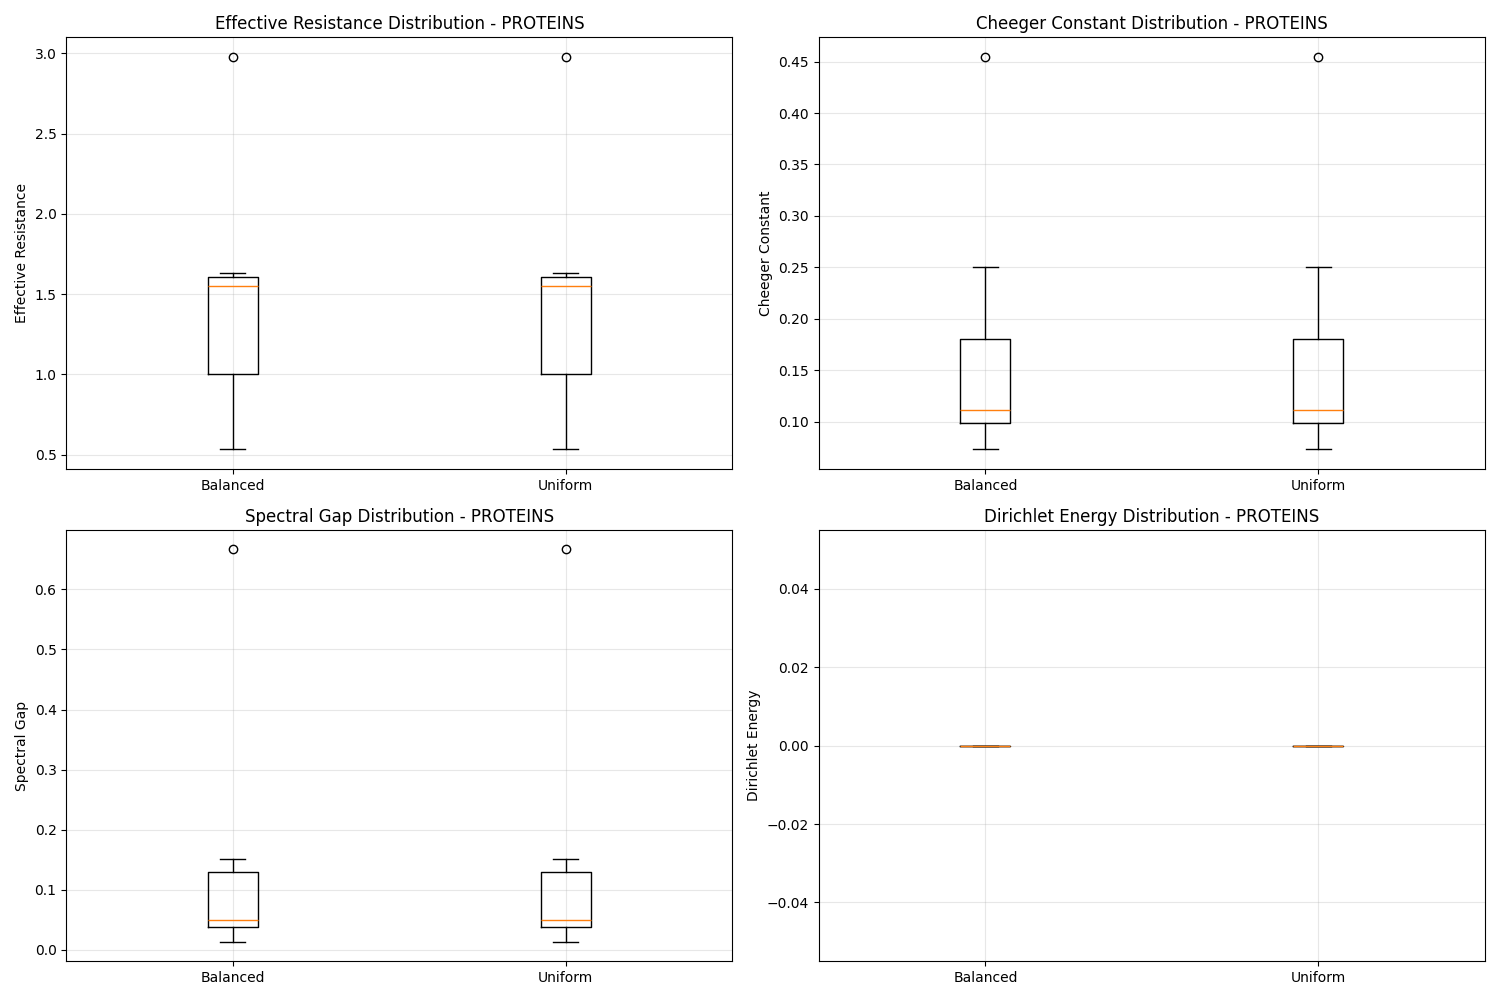 Effective Resistance Distribution - PROTEINS
Effective Resistance
3.0
2.5
2.0
1.5
1.0
0.5
Balanced
Uniform
Cheeger Constant Distribution - PROTEINS
Cheeger Constant
0.45
0.40
0.35
0.30
0.25
0.20
0.15
0.10
Balanced
Uniform
Spectral Gap Distribution - PROTEINS
Spectral Gap
0.6
0.5
0.4
0.3
0.2
0.1
0.0
Balanced
Uniform
Dirichlet Energy Distribution - PROTEINS
Dirichlet Energy
0.04
0.02
0.00
−0.02
−0.04
Balanced
Uniform